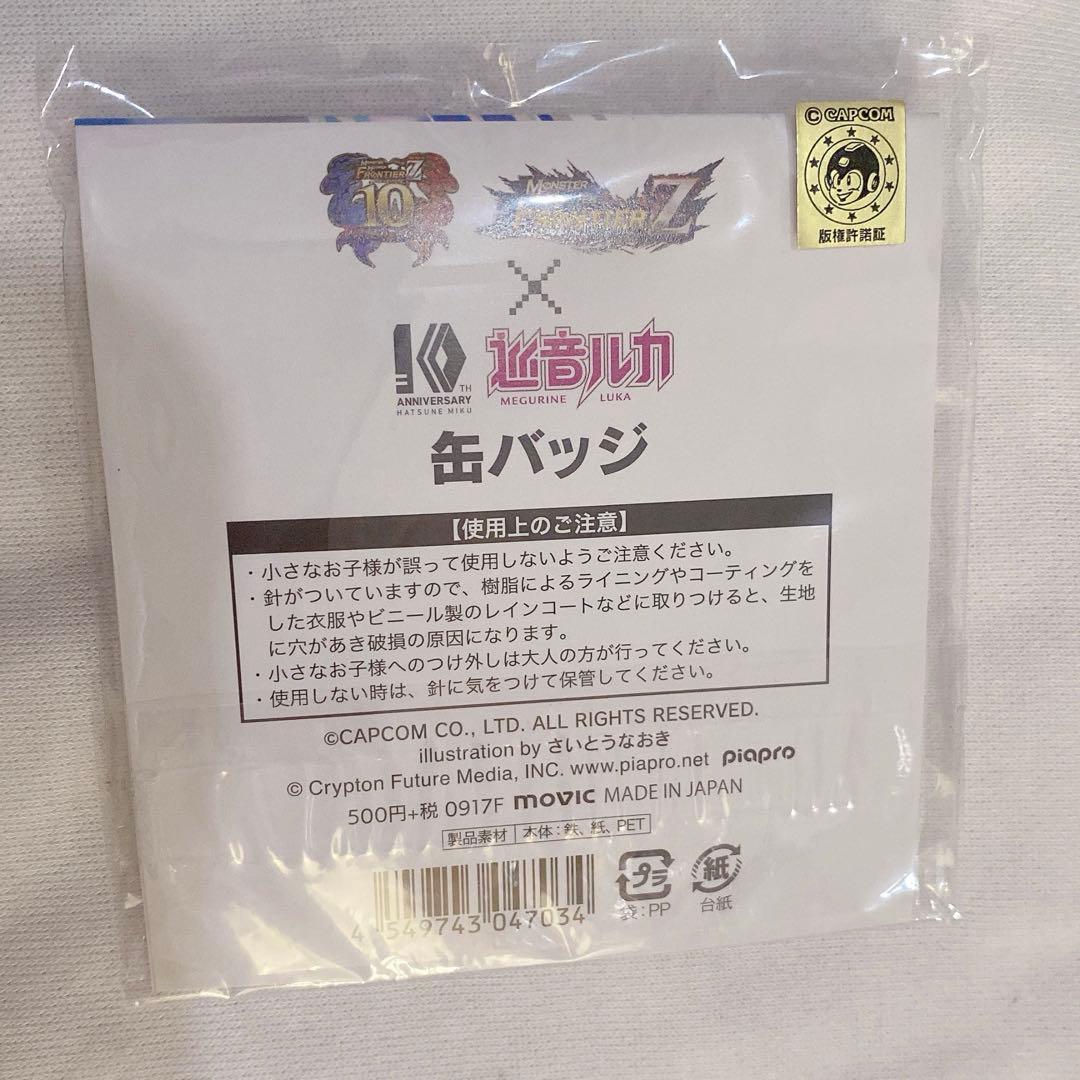 © CAPCOM
版権許諾証
MONSTER HUNTER
FRONTIER Z
10
MONSTER
FRONTIER Z
10TH
ANNIVERSARY
HATSUNE MIKU
巡音ルカ
MEGURINE LUKA
缶バッジ
【使用上のご注意】
・小さなお子様が誤って使用しないようご注意ください。
・針がついていますので、樹脂によるライニングやコーティングを
した衣服やビニール製のレインコートなどに取りつけると、生地
に穴があき破損の原因になります。
・小さなお子様へのつけ外しは大人の方が行ってください。
・使用しない時は、針に気をつけて保管してください。
©CAPCOM CO., LTD. ALL RIGHTS RESERVED.
illustration by さいとうなおき
© Crypton Future Media, INC. www.piapro.net piapro
500円+税 0917F movic MADE IN JAPAN
製品素材 本体：鉄、紙、PET
4 549743 047034
プラ
袋：PP
紙
台紙